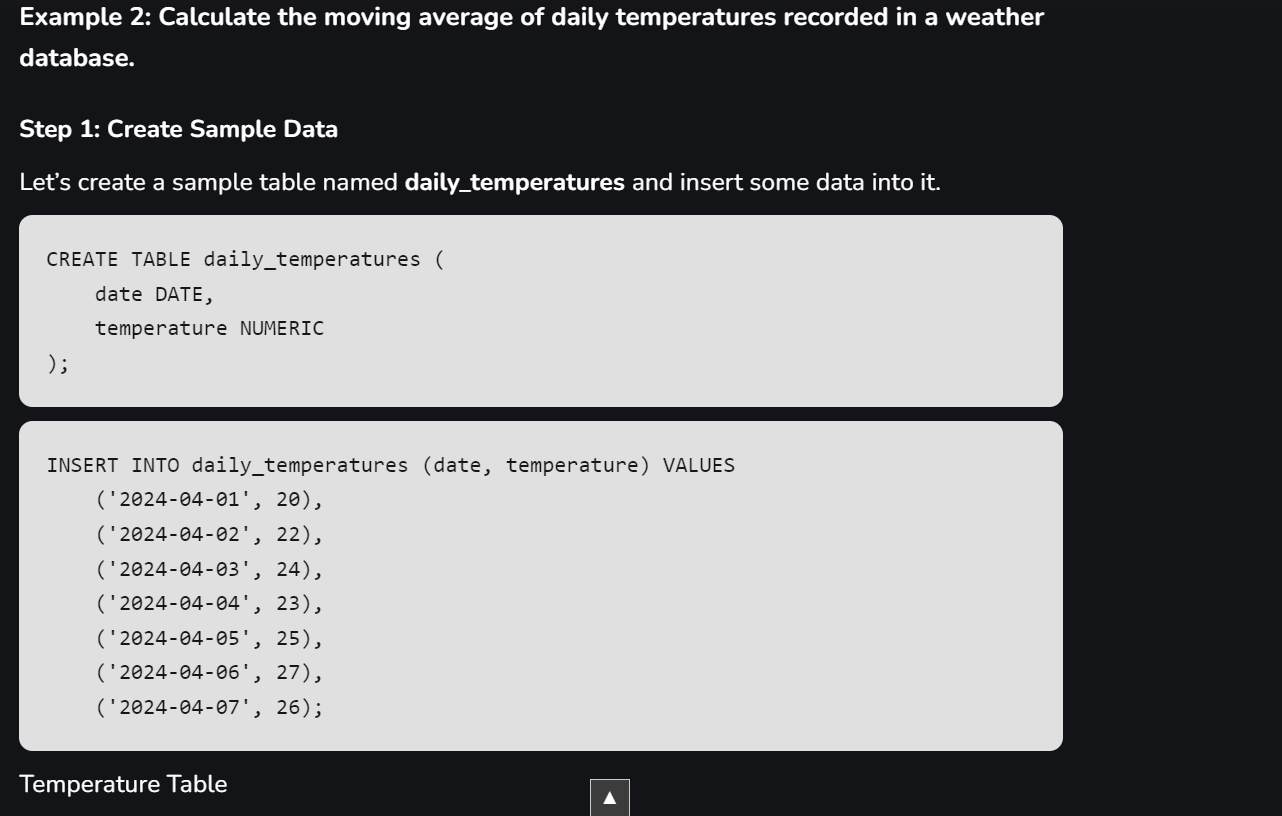 Example 2: Calculate the moving average of daily temperatures recorded in a weather
database.
Step 1: Create Sample Data
Let’s create a sample table named daily_temperatures and insert some data into it.
CREATE TABLE daily_temperatures (
    date DATE,
    temperature NUMERIC
);
INSERT INTO daily_temperatures (date, temperature) VALUES
    ('2024-04-01', 20),
    ('2024-04-02', 22),
    ('2024-04-03', 24),
    ('2024-04-04', 23),
    ('2024-04-05', 25),
    ('2024-04-06', 27),
    ('2024-04-07', 26);
Temperature Table